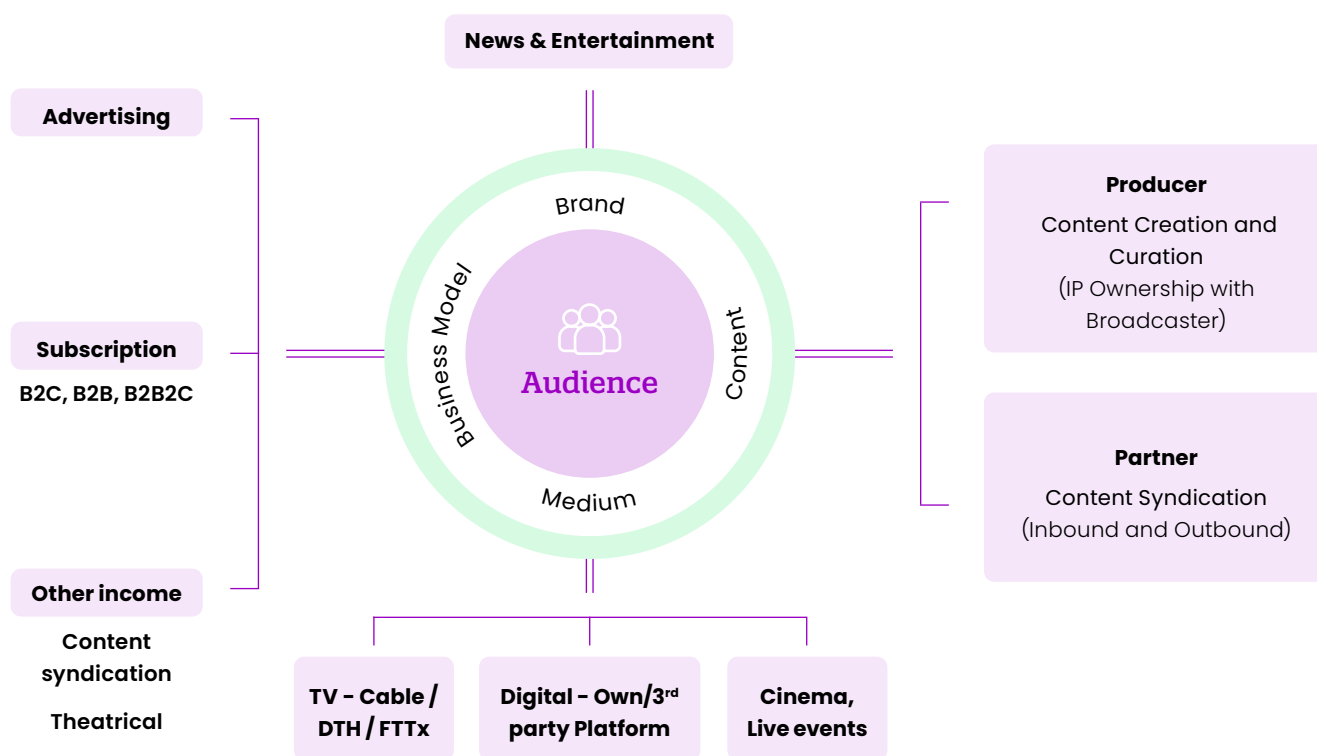 News & Entertainment
Advertising
Subscription
B2C, B2B, B2B2C
Other income
Content
syndication
Theatrical
Brand
Business Model
Content
Medium
Audience
Producer
Content Creation and
Curation
(IP Ownership with
Broadcaster)
Partner
Content Syndication
(Inbound and Outbound)
TV – Cable /
DTH / FTTx
Digital – Own/3rd
party Platform
Cinema,
Live events